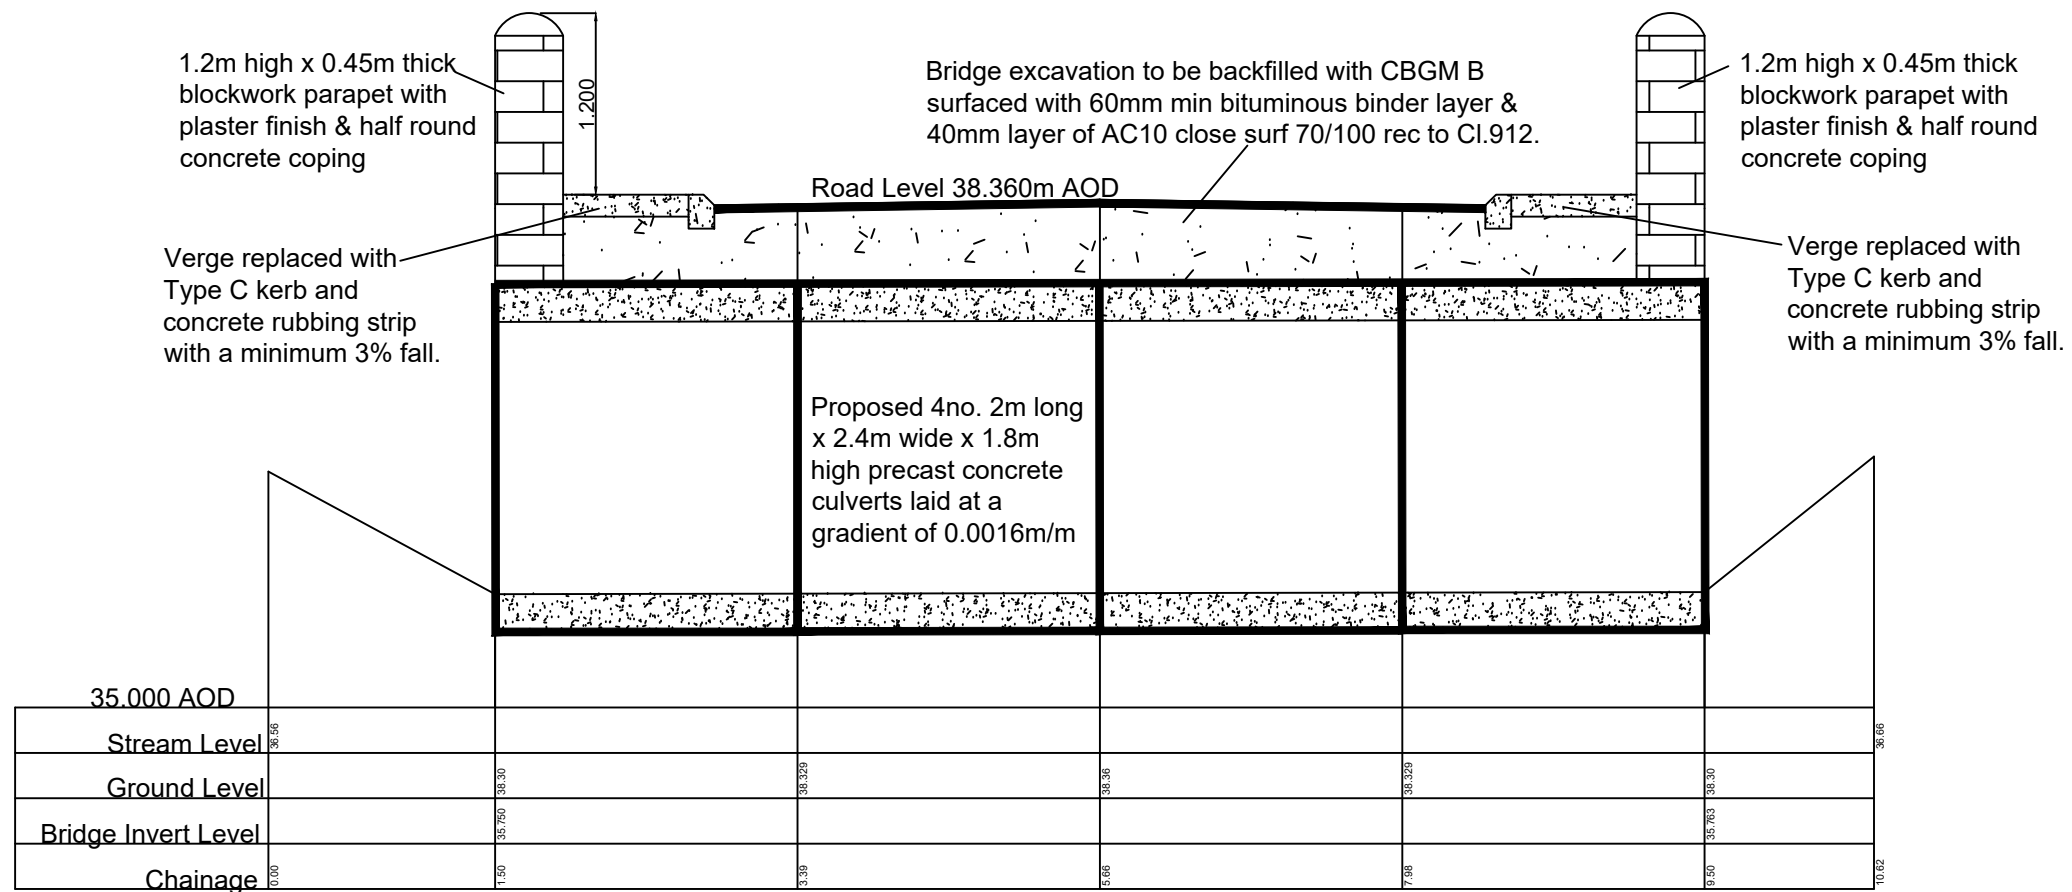 1.2m high x 0.45m thick
blockwork parapet with
plaster finish & half round
concrete coping
1.200
Bridge excavation to be backfilled with CBGM B
surfaced with 60mm min bituminous binder layer &
40mm layer of AC10 close surf 70/100 rec to Cl.912.
1.2m high x 0.45m thick
blockwork parapet with
plaster finish & half round
concrete coping
Road Level 38.360m AOD
Verge replaced with
Type C kerb and
concrete rubbing strip
with a minimum 3% fall.
Verge replaced with
Type C kerb and
concrete rubbing strip
with a minimum 3% fall.
Proposed 4no. 2m long
x 2.4m wide x 1.8m
high precast concrete
culverts laid at a
gradient of 0.0016m/m
35.000 AOD
Stream Level 36.56 36.66
Ground Level 38.30 38.329 38.36 38.329 38.30
Bridge Invert Level 35.750 35.763
Chainage 0.00 1.50 3.39 5.66 7.98 9.50 10.62